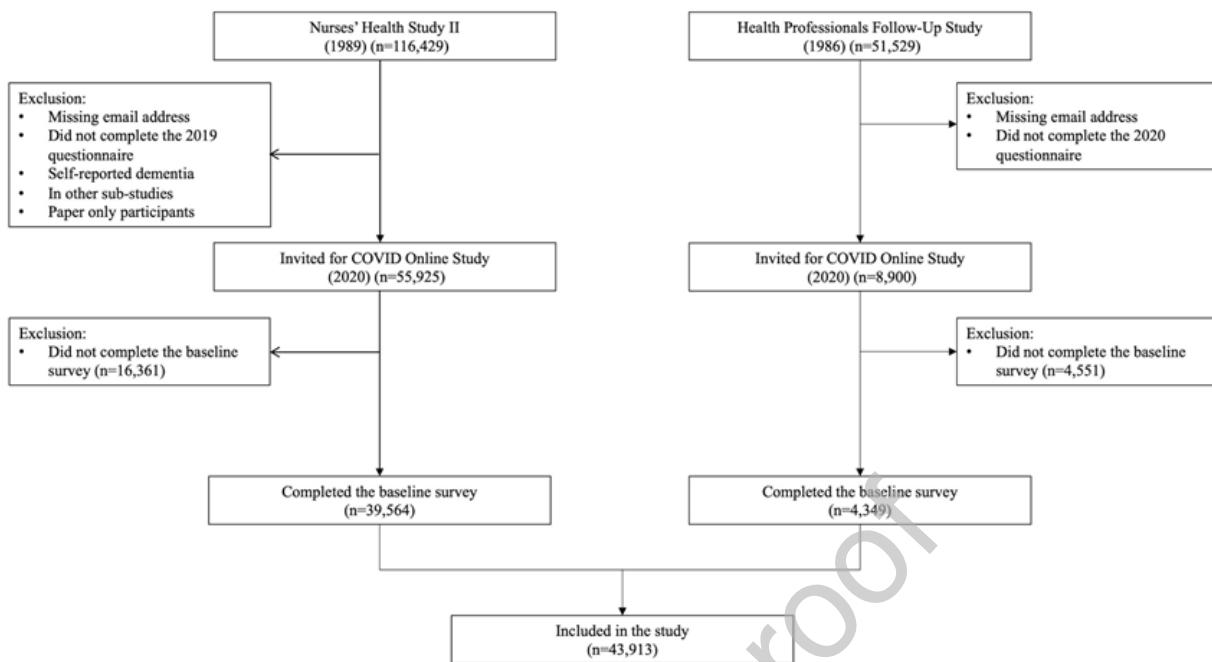 Nurses' Health Study II
(1989) (n=116,429)
Health Professionals Follow-Up Study
(1986) (n=51,529)
Exclusion:
• Missing email address
• Did not complete the 2019
questionnaire
• Self-reported dementia
• In other sub-studies
• Paper only participants
Exclusion:
• Missing email address
• Did not complete the 2020
questionnaire
Invited for COVID Online Study
(2020) (n=55,925)
Invited for COVID Online Study
(2020) (n=8,900)
Exclusion:
• Did not complete the baseline
survey (n=16,361)
Exclusion:
• Did not complete the baseline
survey (n=4,551)
Completed the baseline survey
(n=39,564)
Completed the baseline survey
(n=4,349)
Included in the study
(n=43,913)
roof